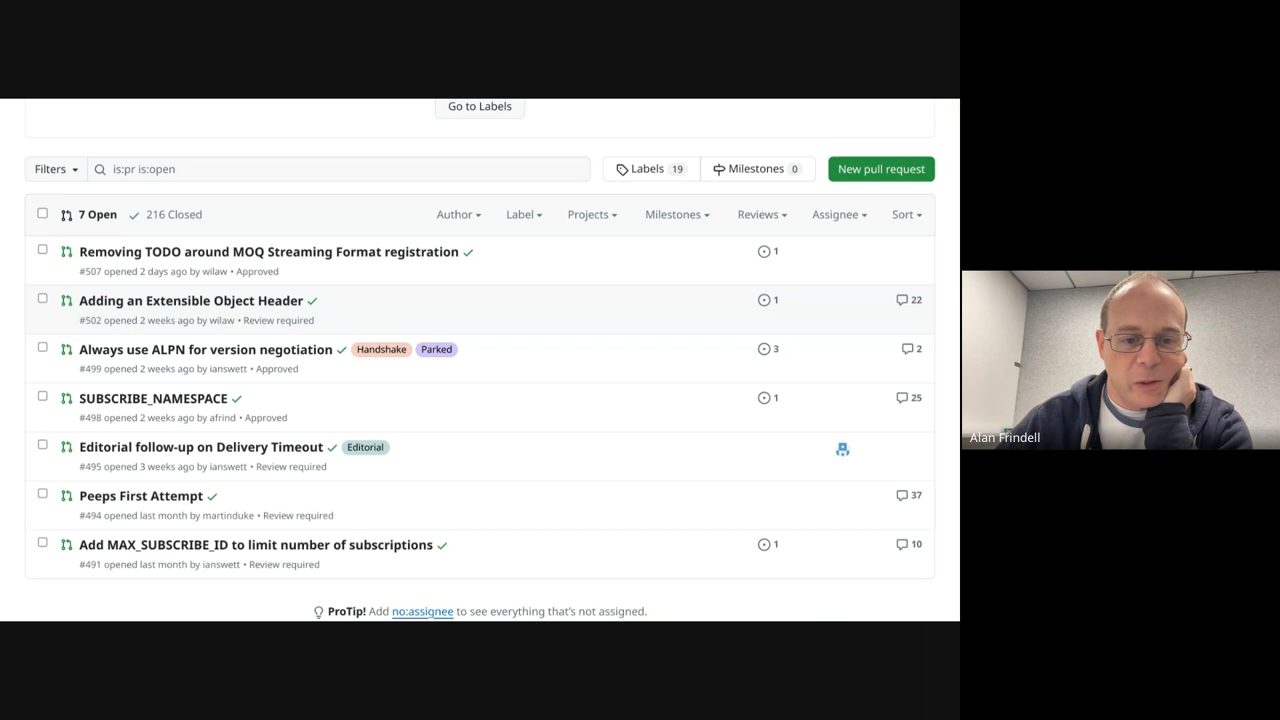 Go to Labels
Filters
is:pr is:open
Labels 19
Milestones 0
New pull request
7 Open
216 Closed
Author
Label
Projects
Milestones
Reviews
Assignee
Sort
Removing TODO around MOQ Streaming Format registration
1
#507 opened 2 days ago by wilaw • Approved
Adding an Extensible Object Header
1
22
#502 opened 2 weeks ago by wilaw • Review required
Always use ALPN for version negotiation Handshake Parked
3
2
#499 opened 2 weeks ago by ianswett • Approved
SUBSCRIBE_NAMESPACE
1
25
#498 opened 2 weeks ago by afrind • Approved
Editorial follow-up on Delivery Timeout Editorial
#495 opened 3 weeks ago by ianswett • Review required
Peeps First Attempt
37
#494 opened last month by martinduke • Review required
Add MAX_SUBSCRIBE_ID to limit number of subscriptions
1
10
#491 opened last month by ianswett • Review required
ProTip! Add no:assignee to see everything that's not assigned.
Alan Frindell